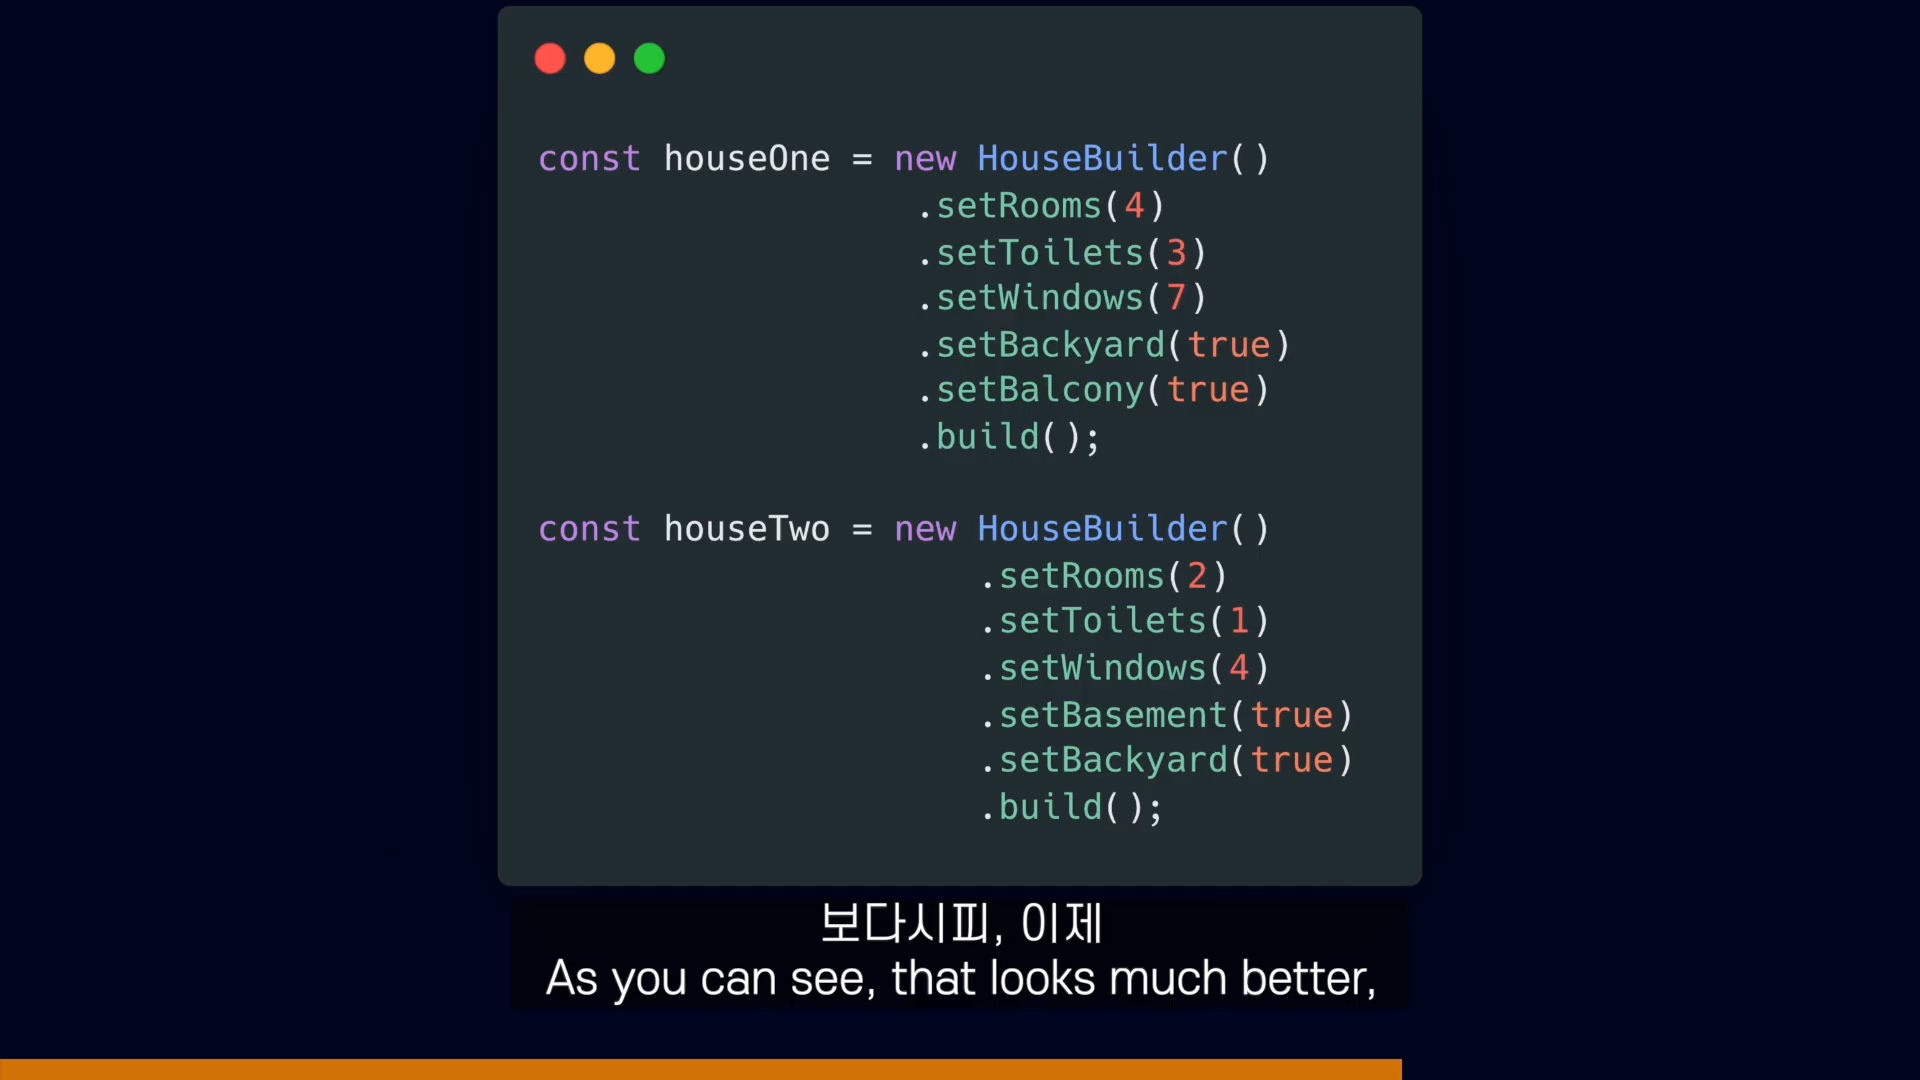 const houseOne = new HouseBuilder()
.setRooms(4)
.setToilets(3)
.setWindows(7)
.setBackyard(true)
.setBalcony(true)
.build();
const houseTwo = new HouseBuilder()
.setRooms(2)
.setToilets(1)
.setWindows(4)
.setBasement(true)
.setBackyard(true)
.build();
보다시피, 이제
As you can see, that looks much better,